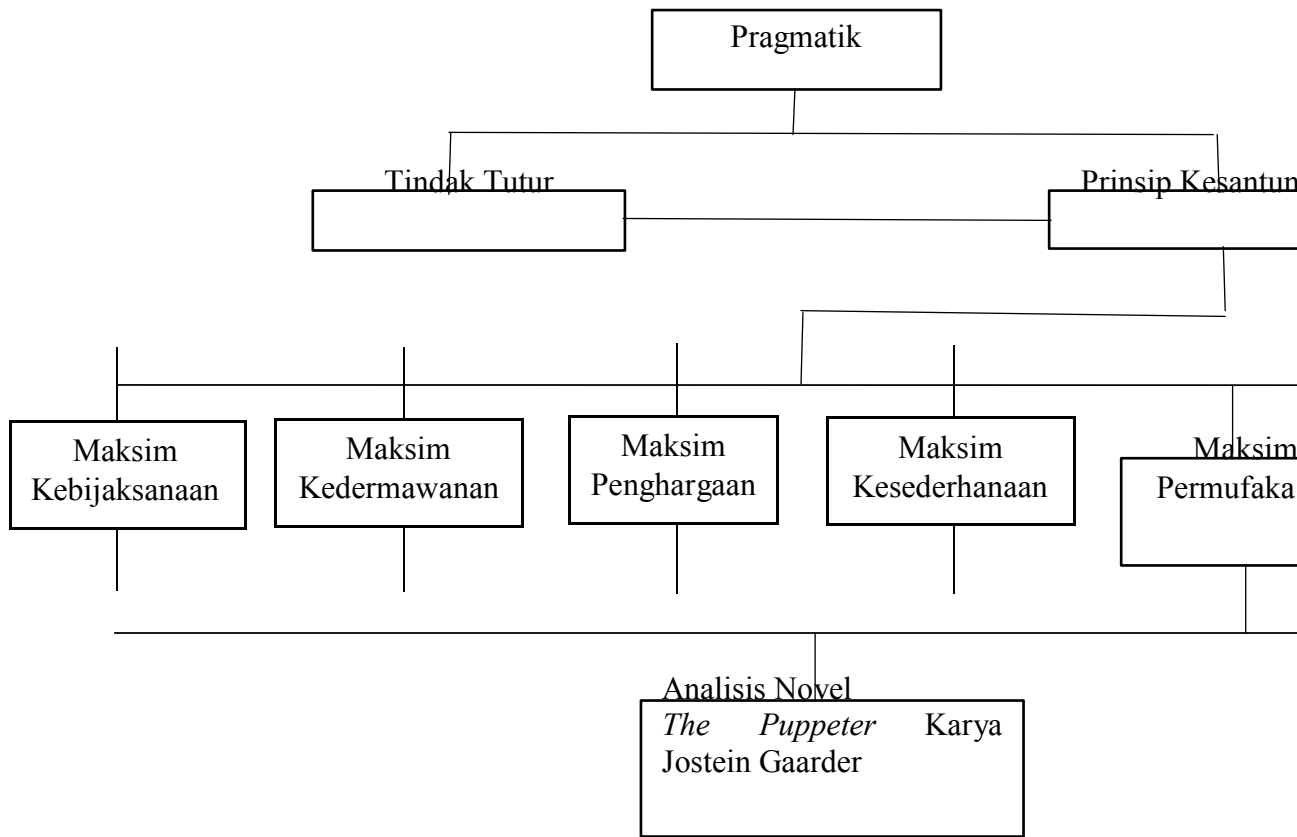 Pragmatik
Tindak Tutur
Prinsip Kesantun
Maksim
Kebijaksanaan
Maksim
Kedermawanan
Maksim
Penghargaan
Maksim
Kesederhanaan
Maksim
Permufaka
Analisis Novel
The Puppeter Karya
Jostein Gaarder